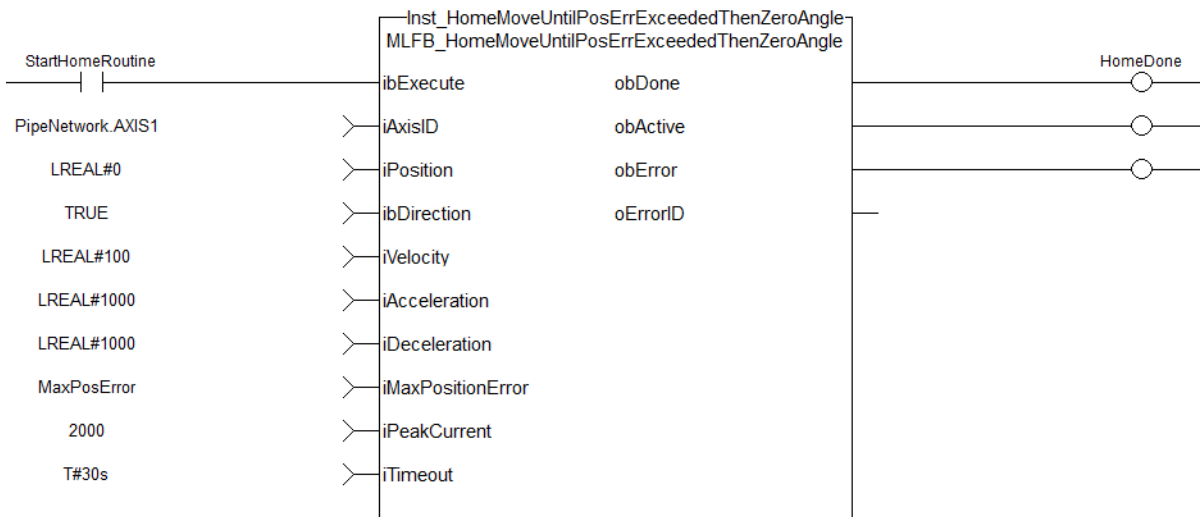 Inst_HomeMoveUntilPosErrExceededThenZeroAngle
MLFB_HomeMoveUntilPosErrExceededThenZeroAngle
StartHomeRoutine
HomeDone
ibExecute obDone
PipeNetwork.AXIS1 iAxisID obActive
LREAL#0 iPosition obError
TRUE ibDirection oErrorID
LREAL#100 iVelocity
LREAL#1000 iAcceleration
LREAL#1000 iDeceleration
MaxPosError iMaxPositionError
2000 iPeakCurrent
T#30s iTimeout